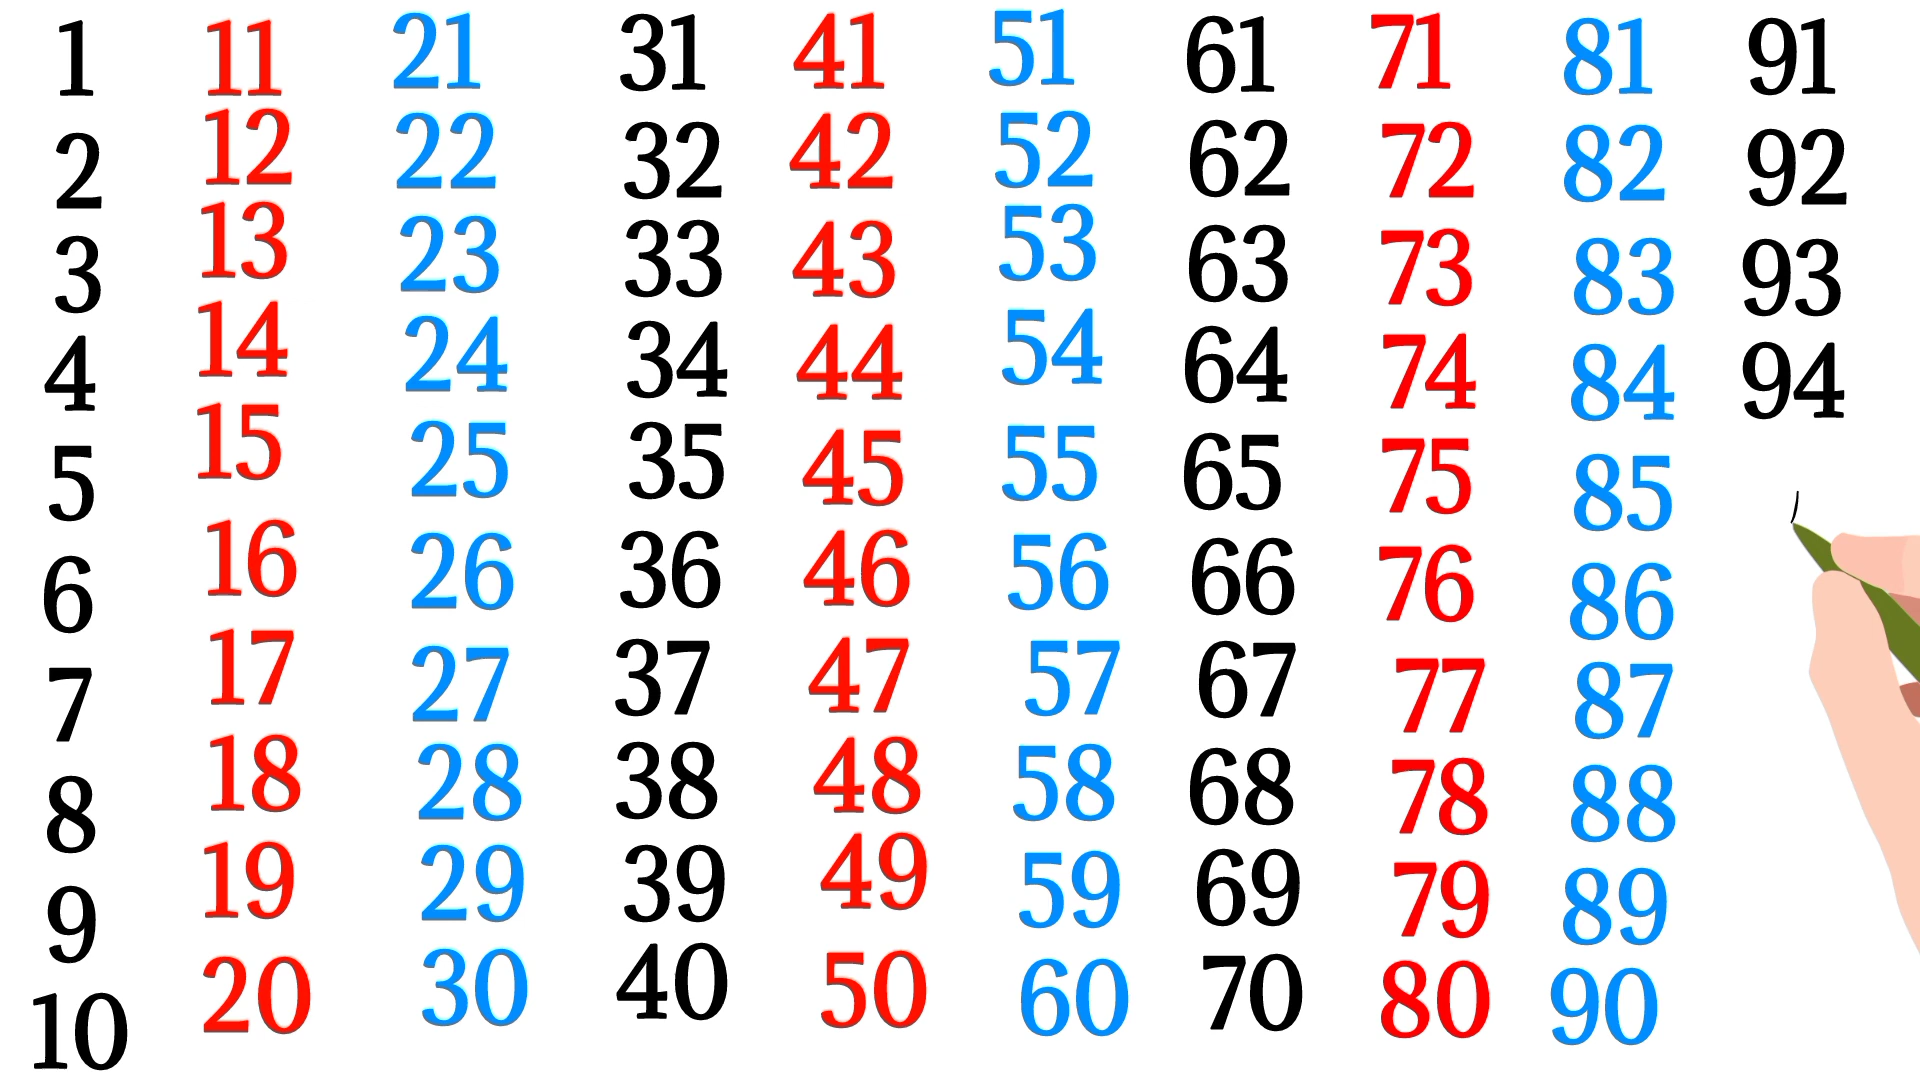 1 11 21 31 41 51 61 71 81 91
2 12 22 32 42 52 62 72 82 92
3 13 23 33 43 53 63 73 83 93
4 14 24 34 44 54 64 74 84 94
5 15 25 35 45 55 65 75 85
6 16 26 36 46 56 66 76 86
7 17 27 37 47 57 67 77 87
8 18 28 38 48 58 68 78 88
9 19 29 39 49 59 69 79 89
10 20 30 40 50 60 70 80 90